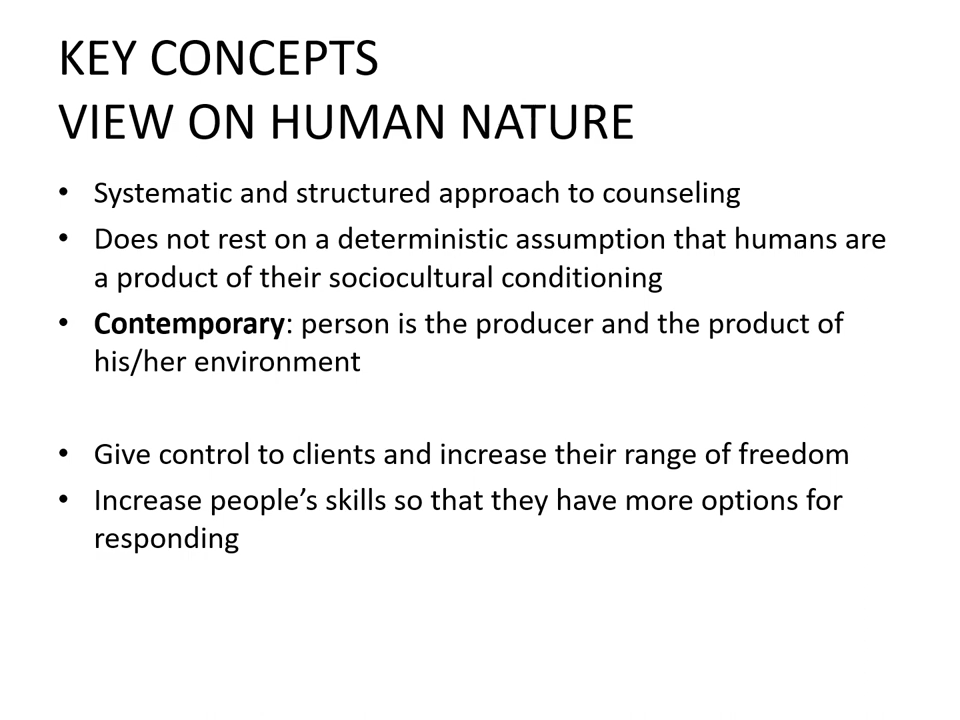 KEY CONCEPTS
VIEW ON HUMAN NATURE
• Systematic and structured approach to counseling
• Does not rest on a deterministic assumption that humans are
a product of their sociocultural conditioning
• Contemporary: person is the producer and the product of
his/her environment
• Give control to clients and increase their range of freedom
• Increase people’s skills so that they have more options for
responding